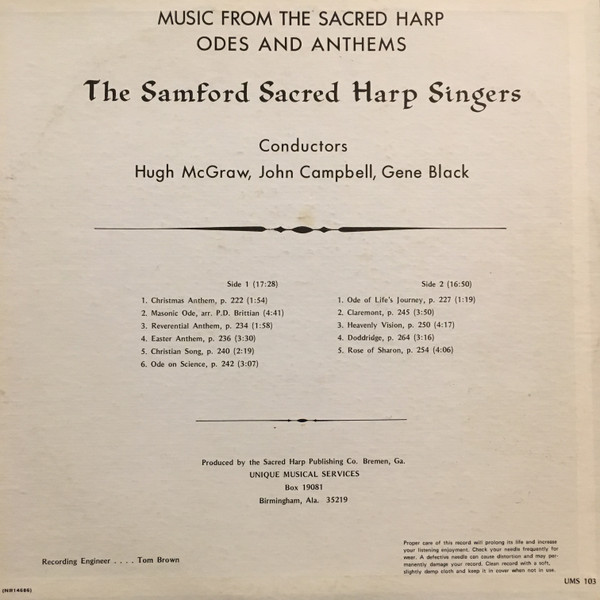 MUSIC FROM THE SACRED HARP
ODES AND ANTHEMS
The Samford Sacred Harp Singers
Conductors
Hugh McGraw, John Campbell, Gene Black
Side 1 (17:28)
1. Christmas Anthem, p. 222 (1:54)
2. Masonic Ode, arr. P.D. Brittian (4:41)
3. Reverential Anthem, p. 234 (1:58)
4. Easter Anthem, p. 236 (3:30)
5. Christian Song, p. 240 (2:19)
6. Ode on Science, p. 242 (3:07)
Side 2 (16:50)
1. Ode of Life's Journey, p. 227 (1:19)
2. Claremont, p. 245 (3:50)
3. Heavenly Vision, p. 250 (4:17)
4. Doddridge, p. 264 (3:16)
5. Rose of Sharon, p. 254 (4:06)
Produced by the Sacred Harp Publishing Co. Bremen, Ga.
UNIQUE MUSICAL SERVICES
Box 19081
Birmingham, Ala. 35219
Recording Engineer . . . . Tom Brown
Proper care of this record will prolong its life and increase
your listening enjoyment. Check your needle frequently for
wear. A defective needle can cause distortion and may per-
manently damage your record. Clean record with a soft,
slightly damp cloth and keep it in cover when not in use.
UMS 103
(NR14686)